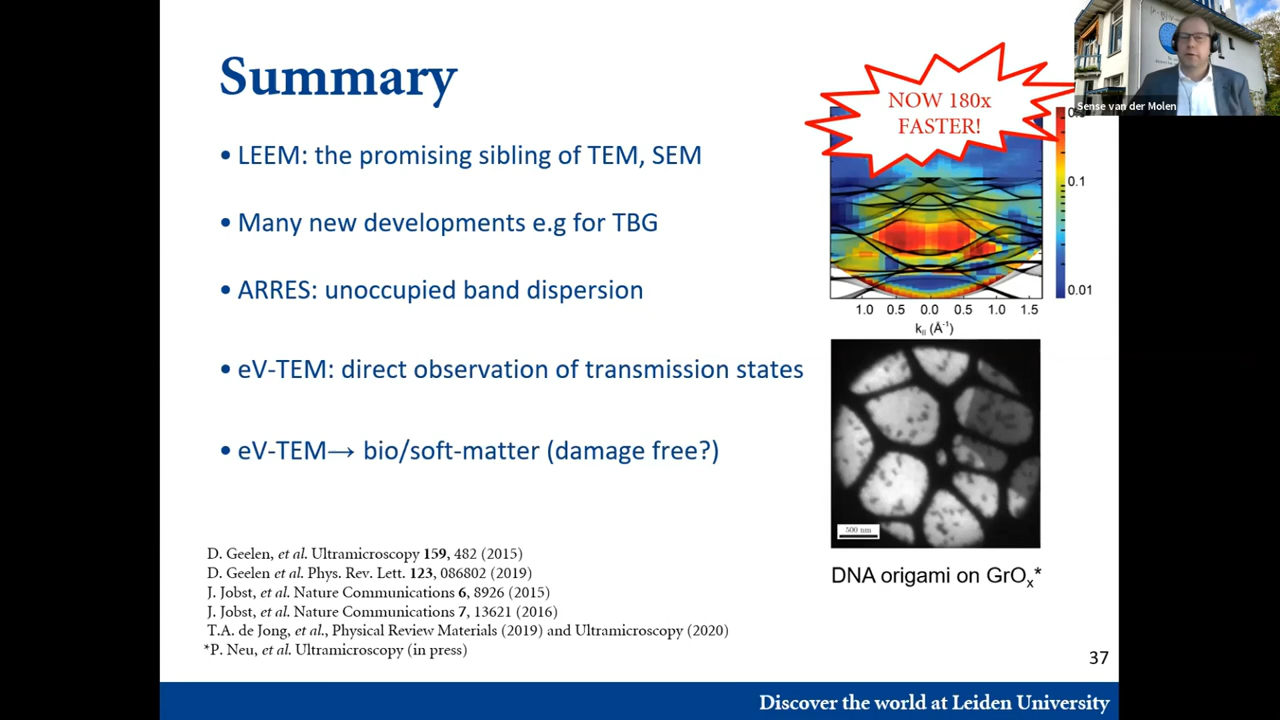 Summary
• LEEM: the promising sibling of TEM, SEM
• Many new developments e.g for TBG
• ARRES: unoccupied band dispersion
• eV-TEM: direct observation of transmission states
• eV-TEM→ bio/soft-matter (damage free?)
NOW 180x
FASTER!
0.1
0.01
1.0 0.5 0.0 0.5 1.0 1.5
k|| (Å-1)
500 nm
DNA origami on GrOx*
D. Geelen, et al. Ultramicroscopy 159, 482 (2015)
D. Geelen et al. Phys. Rev. Lett. 123, 086802 (2019)
J. Jobst, et al. Nature Communications 6, 8926 (2015)
J. Jobst, et al. Nature Communications 7, 13621 (2016)
T.A. de Jong, et al., Physical Review Materials (2019) and Ultramicroscopy (2020)
*P. Neu, et al. Ultramicroscopy (in press)
37
Discover the world at Leiden University
Sense van der Molen